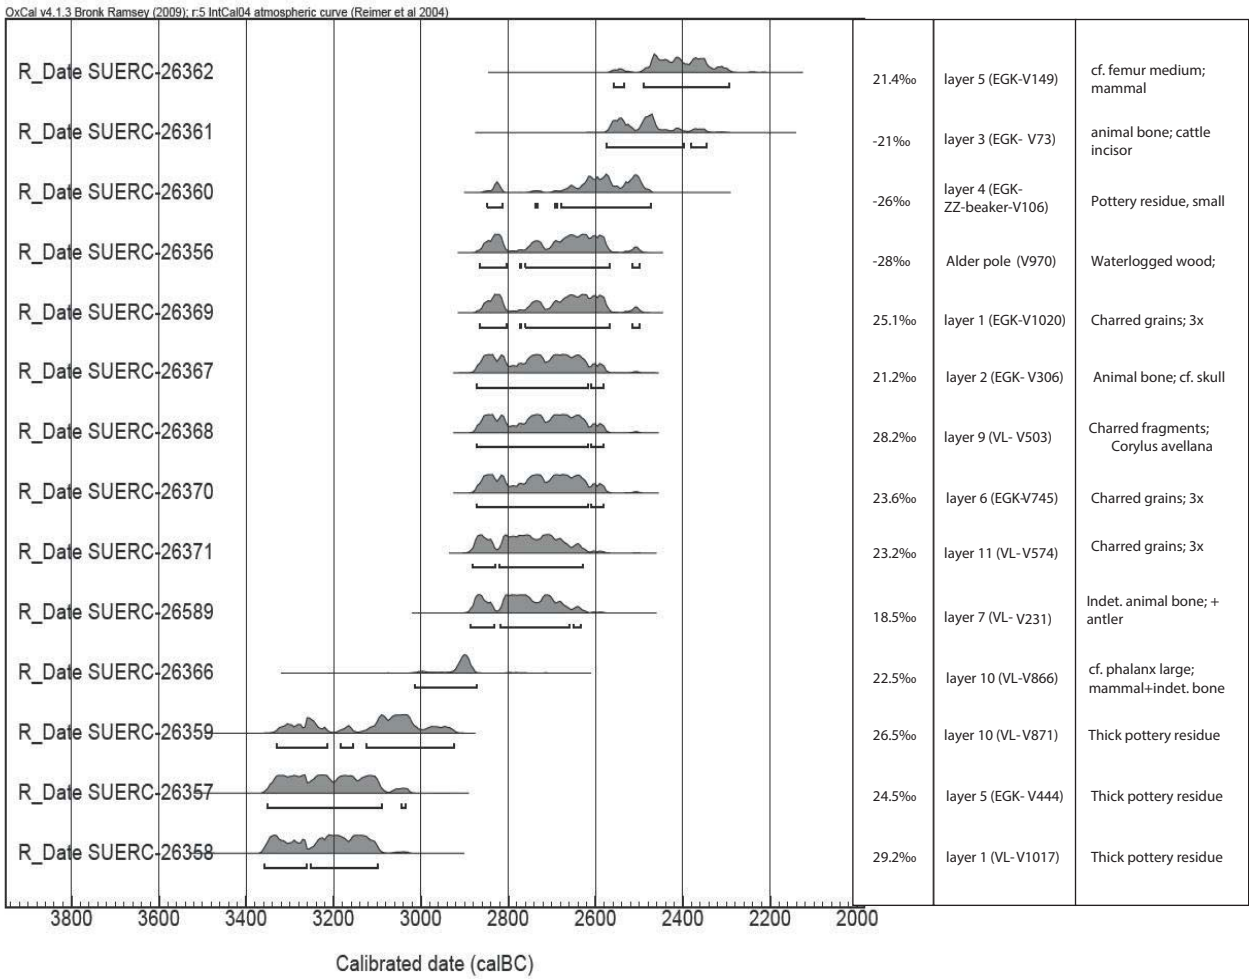 OxCal v4.1.3 Bronk Ramsey (2009); r:5 IntCal04 atmospheric curve (Reimer et al 2004)
R_Date SUERC-26362 21.4‰ layer 5 (EGK-V149) cf. femur medium;
mammal
R_Date SUERC-26361 -21‰ layer 3 (EGK- V73) animal bone; cattle
incisor
R_Date SUERC-26360 -26‰ layer 4 (EGK-
ZZ-beaker-V106) Pottery residue, small
R_Date SUERC-26356 -28‰ Alder pole (V970) Waterlogged wood;
R_Date SUERC-26369 25.1‰ layer 1 (EGK-V1020) Charred grains; 3x
R_Date SUERC-26367 21.2‰ layer 2 (EGK- V306) Animal bone; cf. skull
R_Date SUERC-26368 28.2‰ layer 9 (VL- V503) Charred fragments;
Corylus avellana
R_Date SUERC-26370 23.6‰ layer 6 (EGK-V745) Charred grains; 3x
R_Date SUERC-26371 23.2‰ layer 11 (VL-V574) Charred grains; 3x
R_Date SUERC-26589 18.5‰ layer 7 (VL- V231) Indet. animal bone; +
antler
R_Date SUERC-26366 22.5‰ layer 10 (VL-V866) cf. phalanx large;
mammal+indet. bone
R_Date SUERC-26359 26.5‰ layer 10 (VL-V871) Thick pottery residue
R_Date SUERC-26357 24.5‰ layer 5 (EGK- V444) Thick pottery residue
R_Date SUERC-26358 29.2‰ layer 1 (VL-V1017) Thick pottery residue
3800 3600 3400 3200 3000 2800 2600 2400 2200 2000
Calibrated date (calBC)